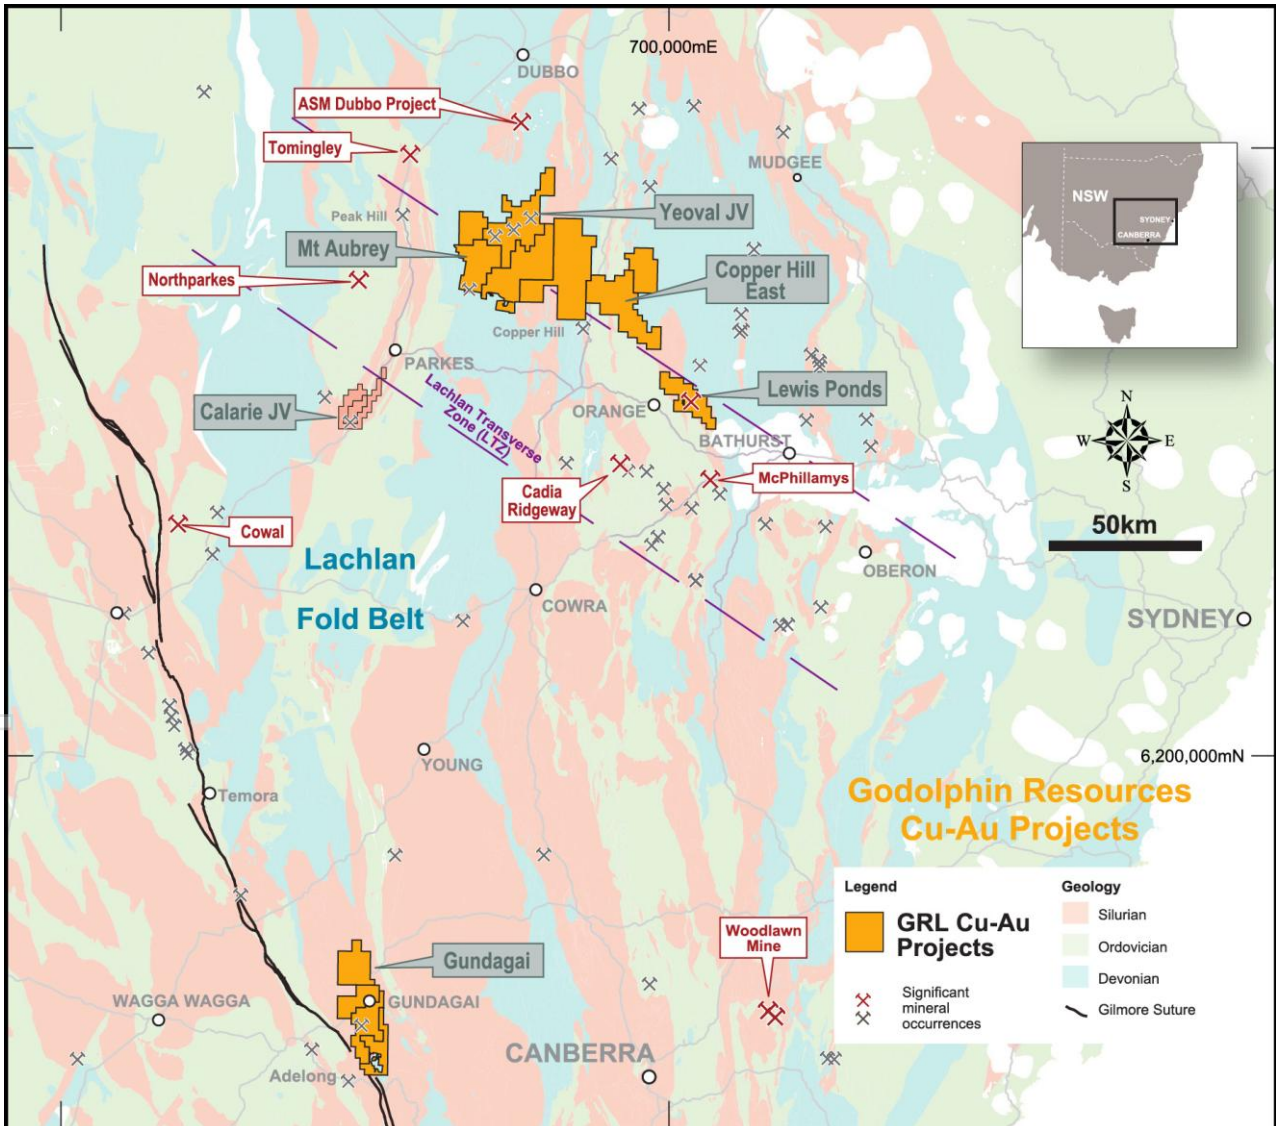 700,000mE
DUBBO
ASM Dubbo Project
Tomingley
MUDGEE
NSW
SYDNEY
CANBERRA
Peak Hill
Yeoval JV
Mt Aubrey
Northparkes
Copper Hill
East
Copper Hill
PARKES
Calarie JV
Lachlan Transverse
Zone (LTZ)
ORANGE
Lewis Ponds
BATHURST
N
W
E
S
Cadia
Ridgeway
McPhillamys
50km
Cowal
Lachlan
Fold Belt
OBERON
COWRA
SYDNEY
YOUNG
6,200,000mN
Temora
Godolphin Resources
Cu-Au Projects
Legend
GRL Cu-Au
Projects
Significant
mineral
occurrences
Geology
Silurian
Ordovician
Devonian
Gilmore Suture
Woodlawn
Mine
Gundagai
WAGGA WAGGA
GUNDAGAI
CANBERRA
Adelong